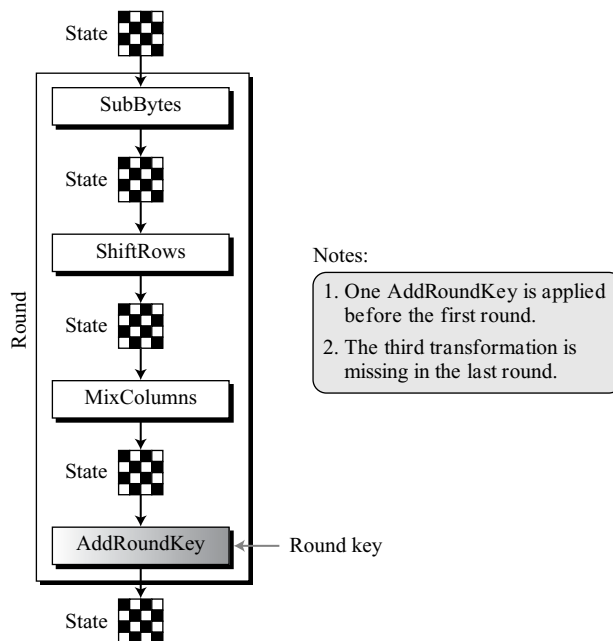 State
SubBytes
State
ShiftRows
State
Round
MixColumns
State
AddRoundKey
Round key
State
Notes:
1. One AddRoundKey is applied
before the first round.
2. The third transformation is
missing in the last round.